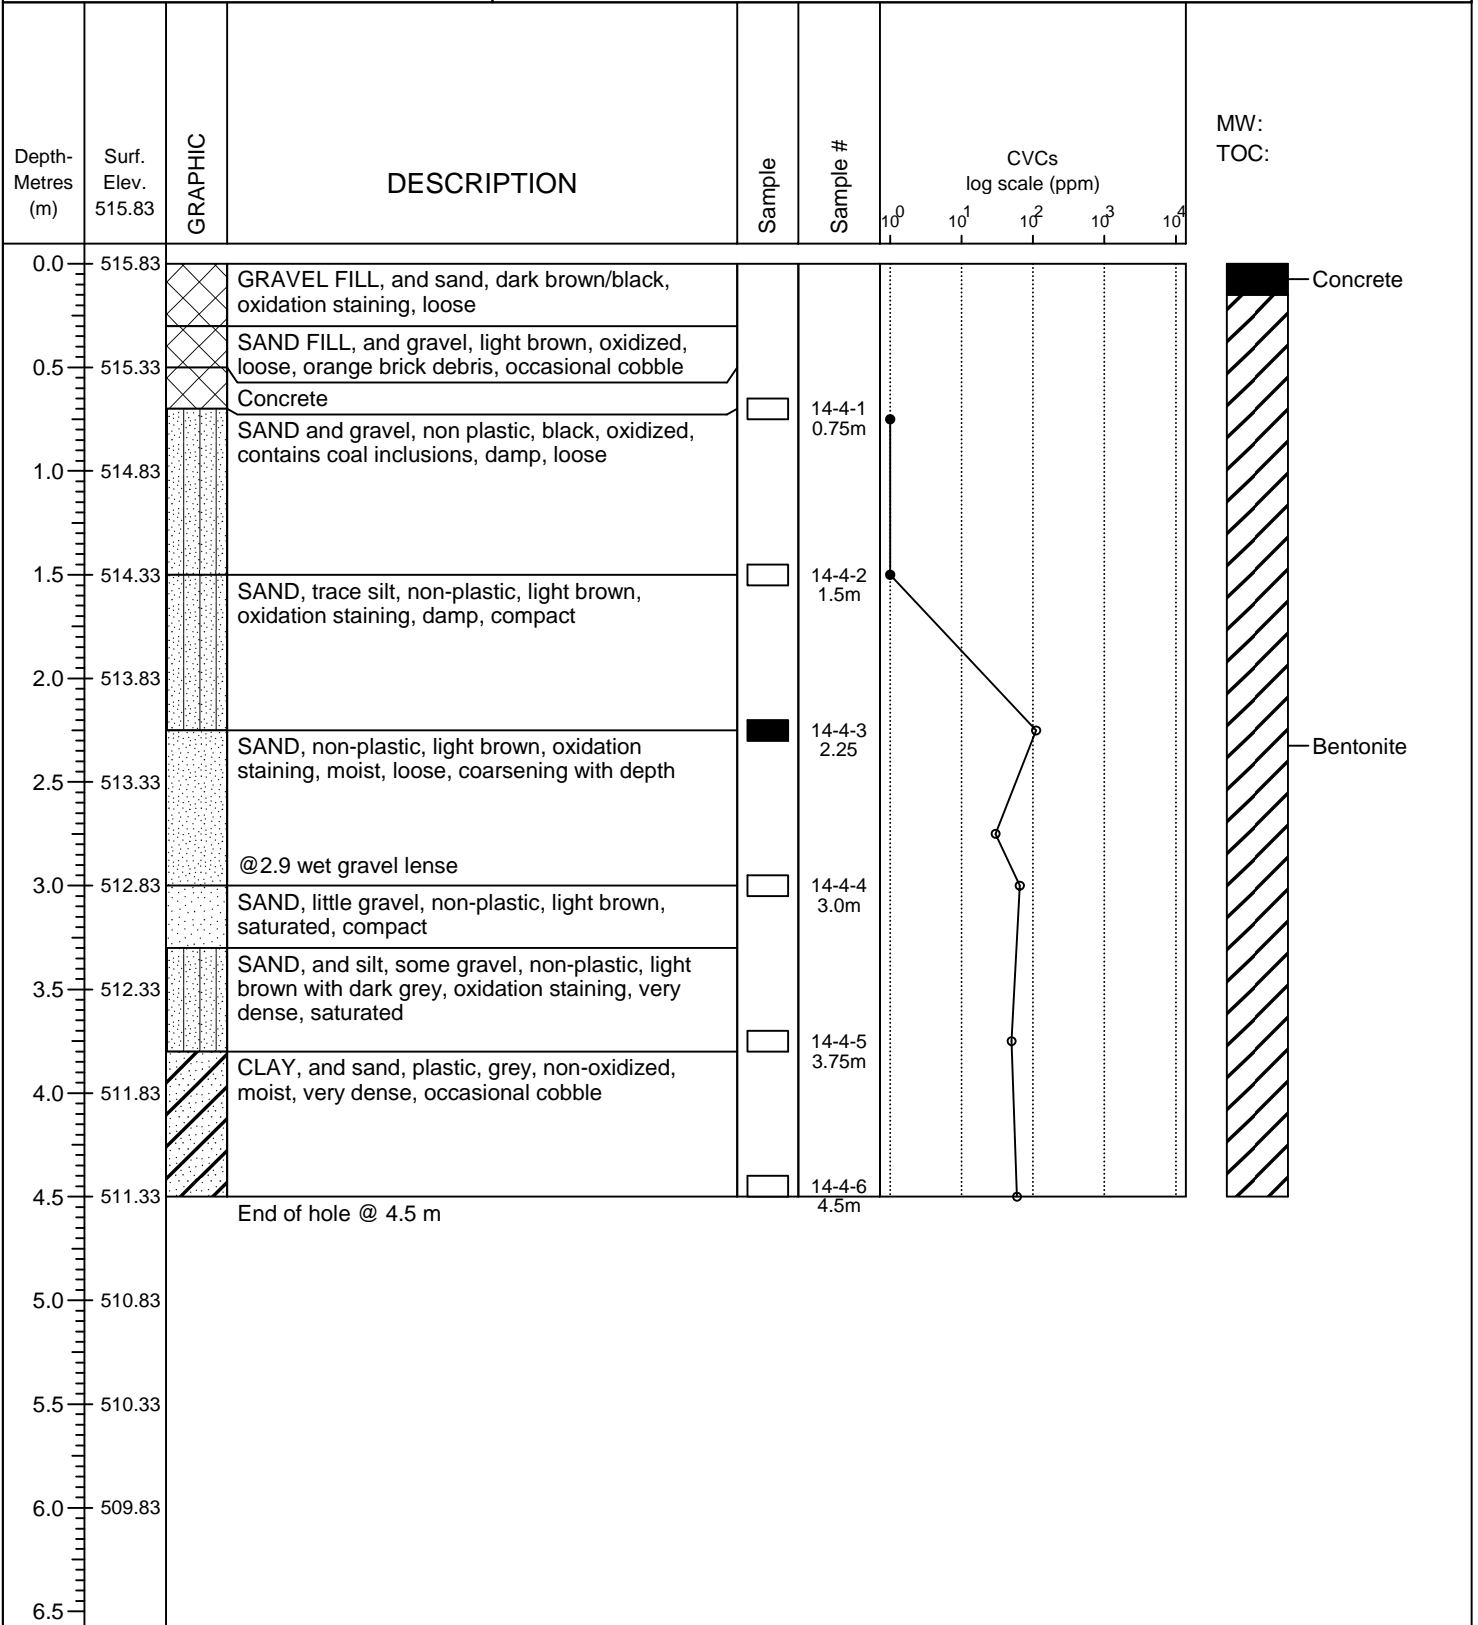 Depth-
Metres
(m)
Surf.
Elev.
515.83
GRAPHIC
DESCRIPTION
Sample
Sample #
CVCs
log scale (ppm)
10^0 10^1 10^2 10^3 10^4
MW:
TOC:
0.0 515.83
GRAVEL FILL, and sand, dark brown/black,
oxidation staining, loose
Concrete
SAND FILL, and gravel, light brown, oxidized,
loose, orange brick debris, occasional cobble
0.5 515.33
Concrete
SAND and gravel, non plastic, black, oxidized,
contains coal inclusions, damp, loose
14-4-1
0.75m
1.0 514.83
1.5 514.33
SAND, trace silt, non-plastic, light brown,
oxidation staining, damp, compact
14-4-2
1.5m
2.0 513.83
SAND, non-plastic, light brown, oxidation
staining, moist, loose, coarsening with depth
14-4-3
2.25
Bentonite
2.5 513.33
@2.9 wet gravel lense
3.0 512.83
SAND, little gravel, non-plastic, light brown,
saturated, compact
14-4-4
3.0m
SAND, and silt, some gravel, non-plastic, light
brown with dark grey, oxidation staining, very
dense, saturated
3.5 512.33
14-4-5
3.75m
CLAY, and sand, plastic, grey, non-oxidized,
moist, very dense, occasional cobble
4.0 511.83
4.5 511.33
14-4-6
4.5m
End of hole @ 4.5 m
5.0 510.83
5.5 510.33
6.0 509.83
6.5